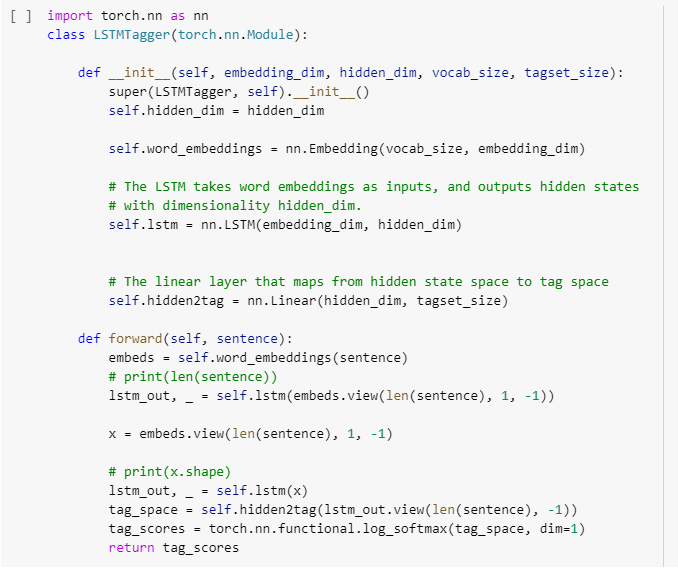 [ ] import torch.nn as nn
class LSTMTagger(torch.nn.Module):
def __init__(self, embedding_dim, hidden_dim, vocab_size, tagset_size):
super(LSTMTagger, self).__init__()
self.hidden_dim = hidden_dim
self.word_embeddings = nn.Embedding(vocab_size, embedding_dim)
# The LSTM takes word embeddings as inputs, and outputs hidden states
# with dimensionality hidden_dim.
self.lstm = nn.LSTM(embedding_dim, hidden_dim)
# The linear layer that maps from hidden state space to tag space
self.hidden2tag = nn.Linear(hidden_dim, tagset_size)
def forward(self, sentence):
embeds = self.word_embeddings(sentence)
# print(len(sentence))
lstm_out, _ = self.lstm(embeds.view(len(sentence), 1, -1))
x = embeds.view(len(sentence), 1, -1)
# print(x.shape)
lstm_out, _ = self.lstm(x)
tag_space = self.hidden2tag(lstm_out.view(len(sentence), -1))
tag_scores = torch.nn.functional.log_softmax(tag_space, dim=1)
return tag_scores